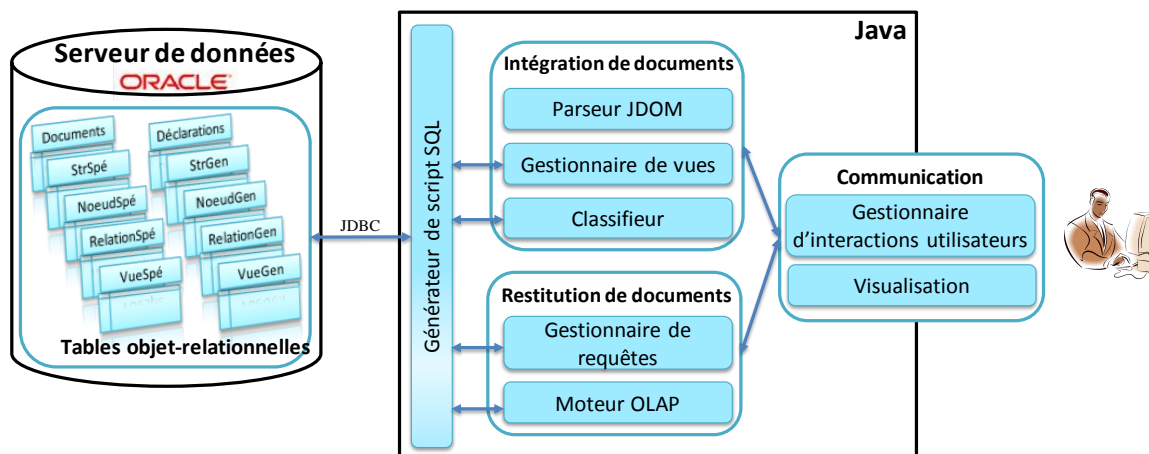 Serveur de données
ORACLE
Documents
StrSpé
NoeudSpé
RelationSpé
VueSpé
Déclarations
StrGen
NoeudGen
RelationGen
VueGen
Tables objet-relationnelles
JDBC
Java
Générateur de script SQL
Intégration de documents
Parseur JDOM
Gestionnaire de vues
Classifieur
Restitution de documents
Gestionnaire de
requêtes
Moteur OLAP
Communication
Gestionnaire
d’interactions utilisateurs
Visualisation